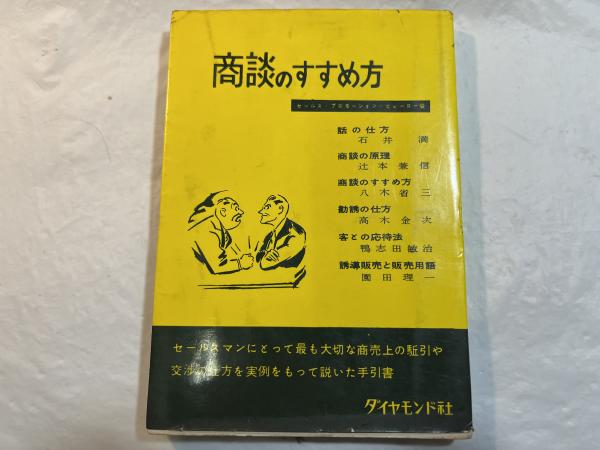 商談のすすめ方
セールス・プロモーション・ビューロー編
話の仕方
石井 満
商談の原理
辻本兼信
商談のすすめ方
八木省三
勧誘の仕方
高木金次
客との応待法
鴨志田敏治
誘導販売と販売用語
園田理一
セールスマンにとって最も大切な商売上の駈引や
交渉の仕方を実例をもって説いた手引書
ダイヤモンド社